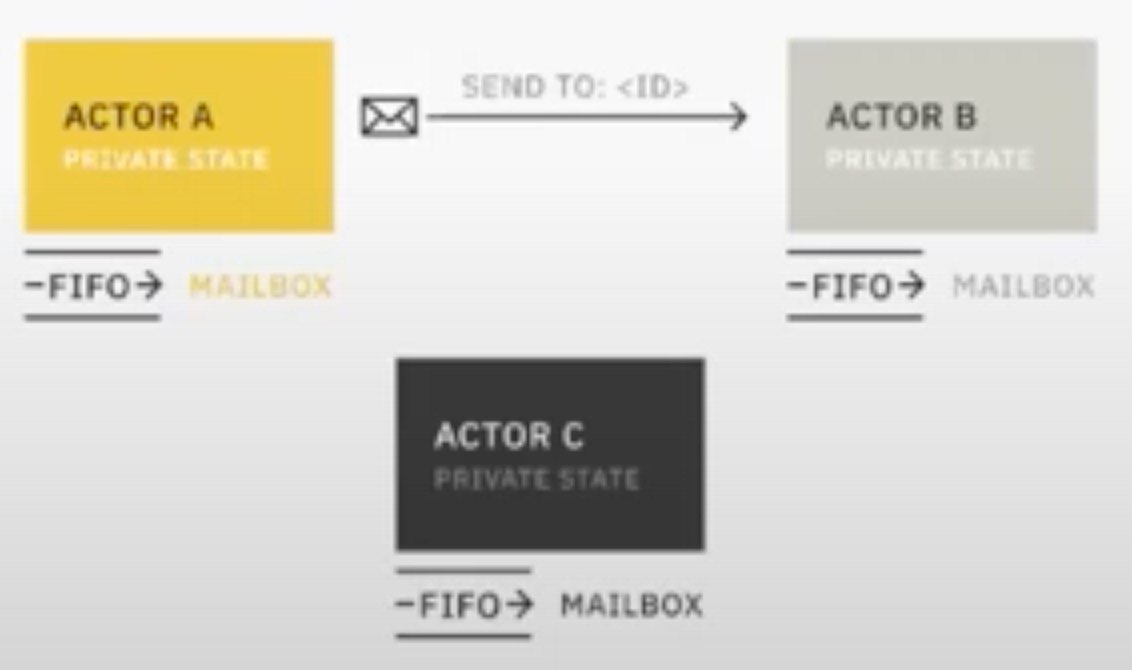 ACTOR A
PRIVATE STATE
SEND TO: <ID>
ACTOR B
PRIVATE STATE
FIFO MAILBOX
FIFO MAILBOX
ACTOR C
PRIVATE STATE
FIFO MAILBOX